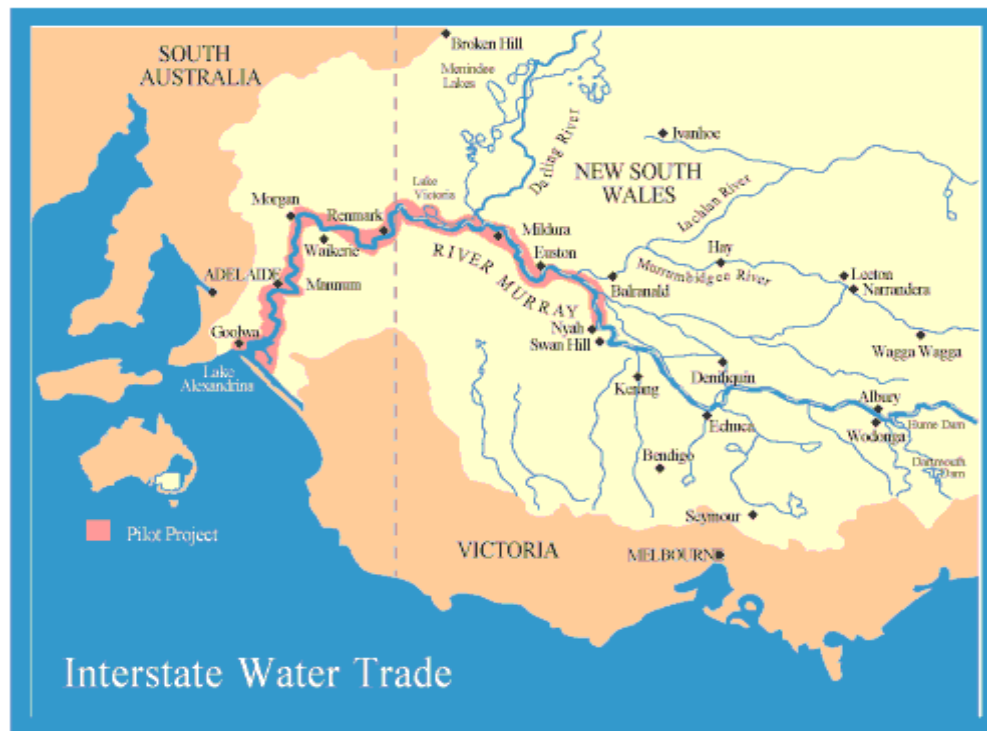 SOUTH
AUSTRALIA
Broken Hill
Menindee
Lakes
Darling River
Ivanhoe
NEW SOUTH
WALES
Lachlan River
Lake
Victoria
Morgan
Renmark
Waikerie
Mildura
Euston
RIVER MURRAY
Hay
Murrumbidgee River
Balranald
Leeton
Narrandera
ADELAIDE
Mannum
Goolwa
Nyah
Swan Hill
Wagga Wagga
Lake
Alexandrina
Kerang
Deniliquin
Albury
Echuca
Hume Dam
Wodonga
Bendigo
Dartmouth
Dam
Seymour
Pilot Project
VICTORIA
MELBOURNE
Interstate Water Trade